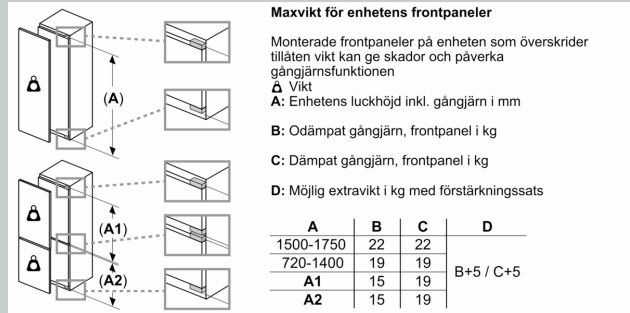 Maxvikt för enhetens frontpaneler
Monterade frontpaneler på enheten som överskrider
tillåten vikt kan ge skador och påverka
gångjärnsfunktionen
Vikt
A: Enhetens luckhöjd inkl. gångjärn i mm
B: Odämpat gångjärn, frontpanel i kg
C: Dämpat gångjärn, frontpanel i kg
D: Möjlig extravikt i kg med förstärkningssats
(A)
(A1)
(A2)
A B C D
1500-1750 22 22
720-1400 19 19
B+5 / C+5
A1 15 19
A2 15 19